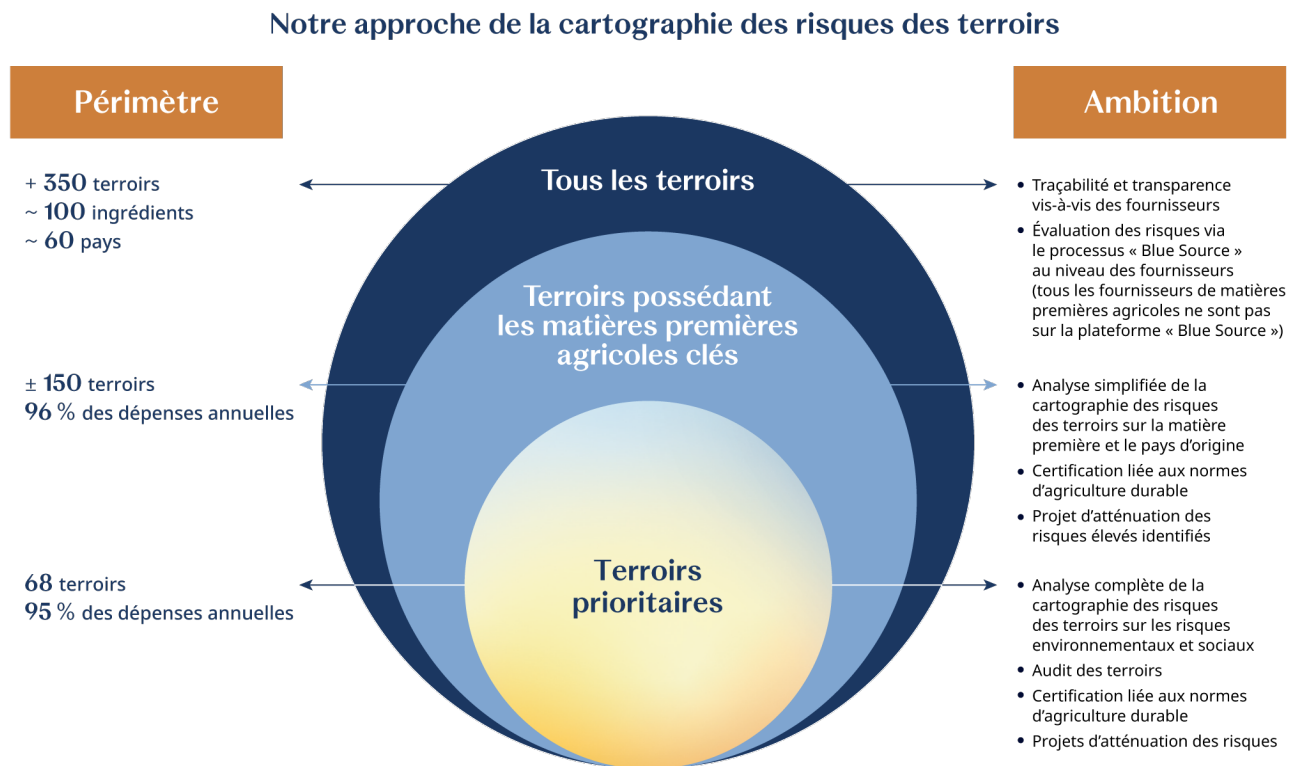 Notre approche de la cartographie des risques des terroirs
Périmètre
Ambition
+ 350 terroirs
~ 100 ingrédients
~ 60 pays
Tous les terroirs
• Traçabilité et transparence
vis-à-vis des fournisseurs
• Évaluation des risques via
le processus « Blue Source »
au niveau des fournisseurs
(tous les fournisseurs de matières
premières agricoles ne sont pas
sur la plateforme « Blue Source »)
± 150 terroirs
96 % des dépenses annuelles
Terroirs possédant
les matières premières
agricoles clés
• Analyse simplifiée de la
cartographie des risques
des terroirs sur la matière
première et le pays d’origine
• Certification liée aux normes
d’agriculture durable
• Projet d’atténuation des
risques élevés identifiés
68 terroirs
95 % des dépenses annuelles
Terroirs
prioritaires
• Analyse complète de la
cartographie des risques
des terroirs sur les risques
environnementaux et sociaux
• Audit des terroirs
• Certification liée aux normes
d’agriculture durable
• Projets d’atténuation des risques